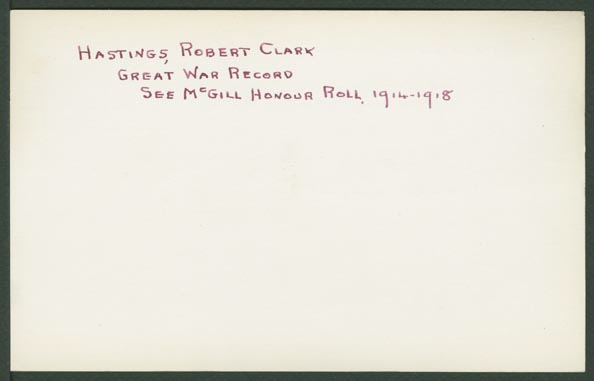 HASTINGS, ROBERT CLARK
GREAT WAR RECORD
SEE McGILL HONOUR ROLL, 1914-1918